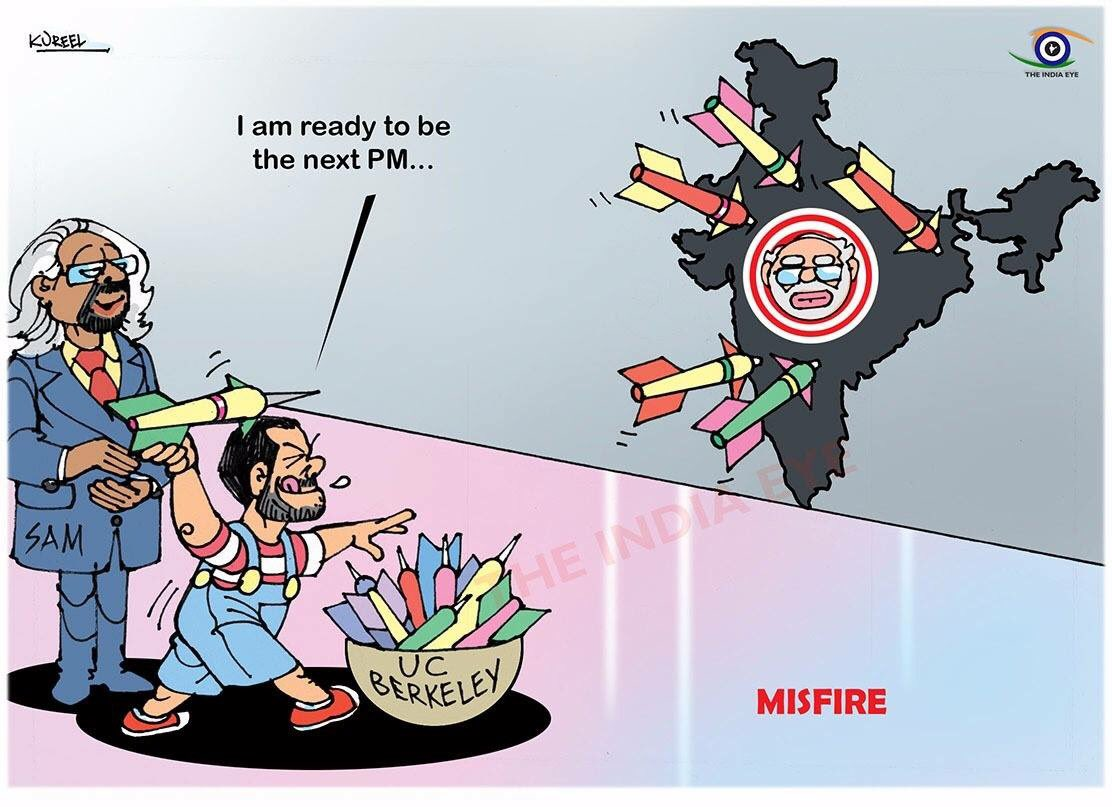 KUREEL
THE INDIA EYE
I am ready to be
the next PM...
SAM
UC
BERKELEY
THE INDIA EYE
MISFIRE